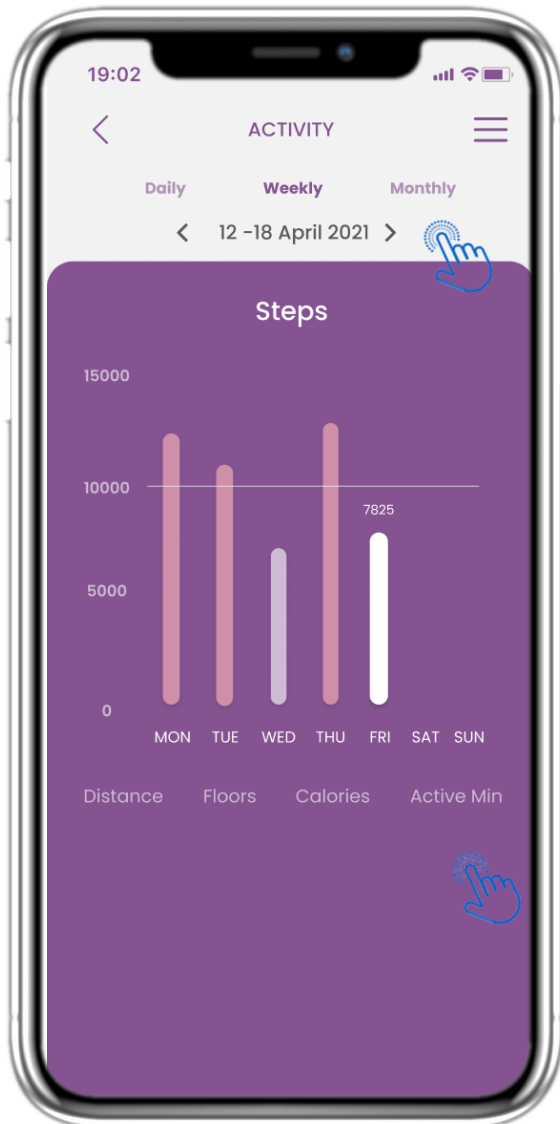 19:02
ACTIVITY
Daily Weekly Monthly
< 12 -18 April 2021 >
Steps
15000
10000
7825
5000
0
MON TUE WED THU FRI SAT SUN
Distance Floors Calories Active Min